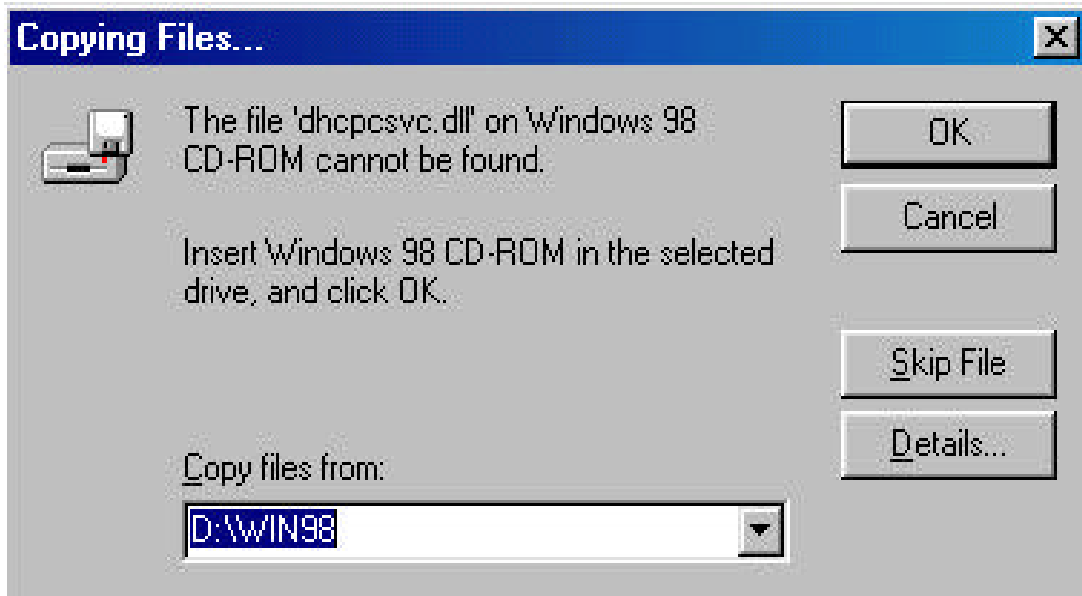 Copying Files...
The file 'dhcpcsvc.dll' on Windows 98
CD-ROM cannot be found.
Insert Windows 98 CD-ROM in the selected
drive, and click OK.
OK
Cancel
Skip File
Details...
Copy files from:
D:\WIN98